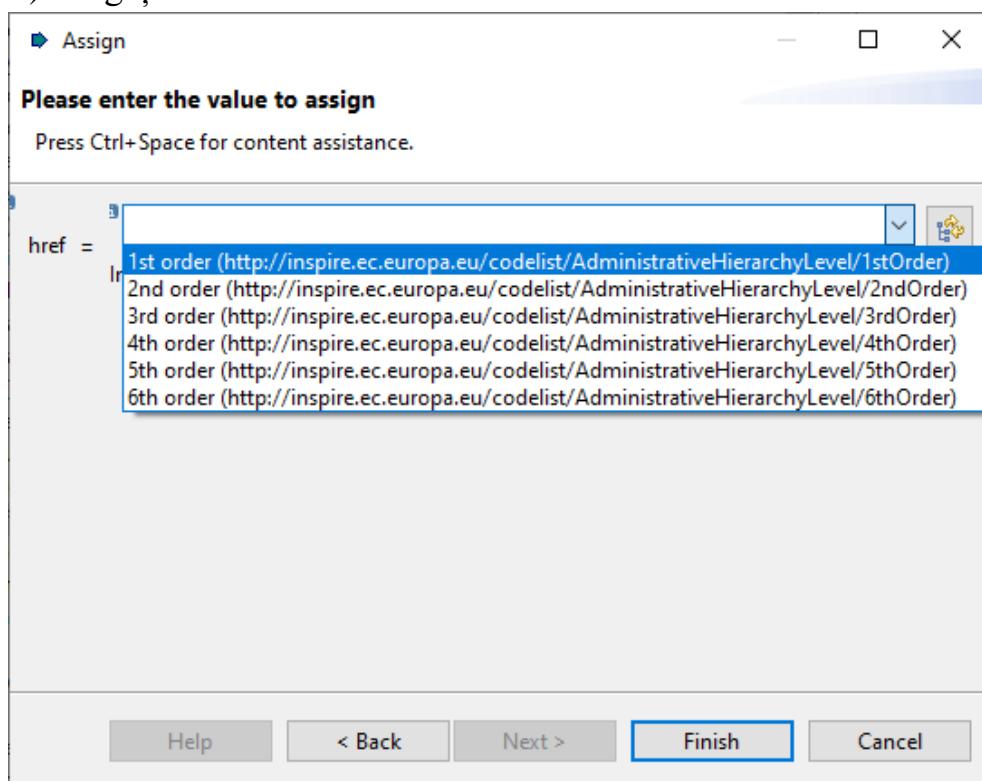 Assign
Please enter the value to assign
Press Ctrl+Space for content assistance.
href =
1st order (http://inspire.ec.europa.eu/codelist/AdministrativeHierarchyLevel/1stOrder)
2nd order (http://inspire.ec.europa.eu/codelist/AdministrativeHierarchyLevel/2ndOrder)
3rd order (http://inspire.ec.europa.eu/codelist/AdministrativeHierarchyLevel/3rdOrder)
4th order (http://inspire.ec.europa.eu/codelist/AdministrativeHierarchyLevel/4thOrder)
5th order (http://inspire.ec.europa.eu/codelist/AdministrativeHierarchyLevel/5thOrder)
6th order (http://inspire.ec.europa.eu/codelist/AdministrativeHierarchyLevel/6thOrder)
Help < Back Next > Finish Cancel